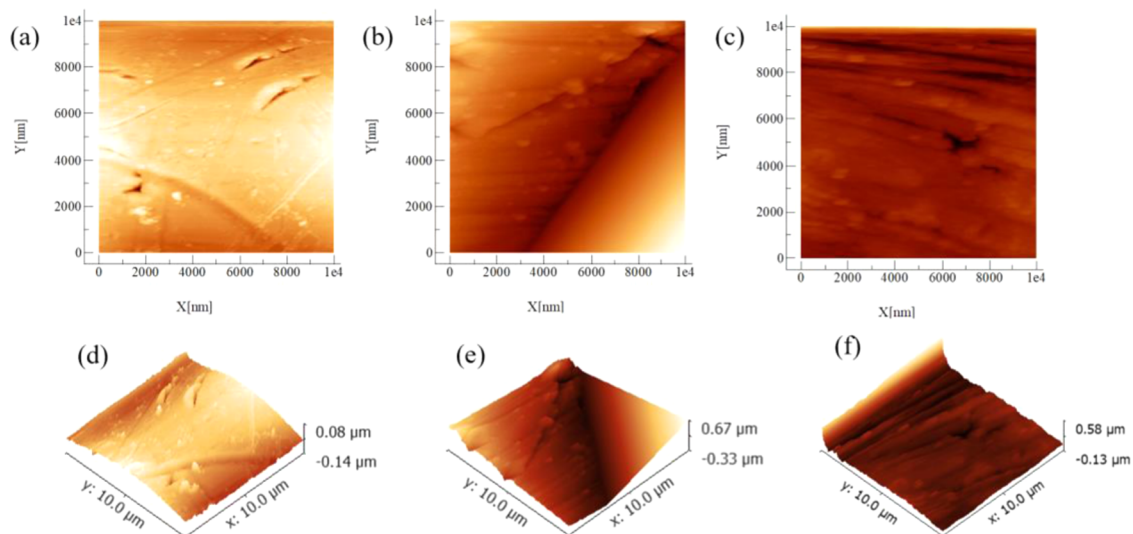 (a)
1e4
8000
6000
4000
2000
0
Y[nm]
0 2000 4000 6000 8000 1e4
X[nm]
(b)
1e4
8000
6000
4000
2000
0
Y[nm]
0 2000 4000 6000 8000 1e4
X[nm]
(c)
1e4
8000
6000
4000
2000
0
Y[nm]
0 2000 4000 6000 8000 1e4
X[nm]
(d)
0.08 µm
-0.14 µm
y: 10.0 µm
x: 10.0 µm
(e)
0.67 µm
-0.33 µm
y: 10.0 µm
x: 10.0 µm
(f)
0.58 µm
-0.13 µm
y: 10.0 µm
x: 10.0 µm